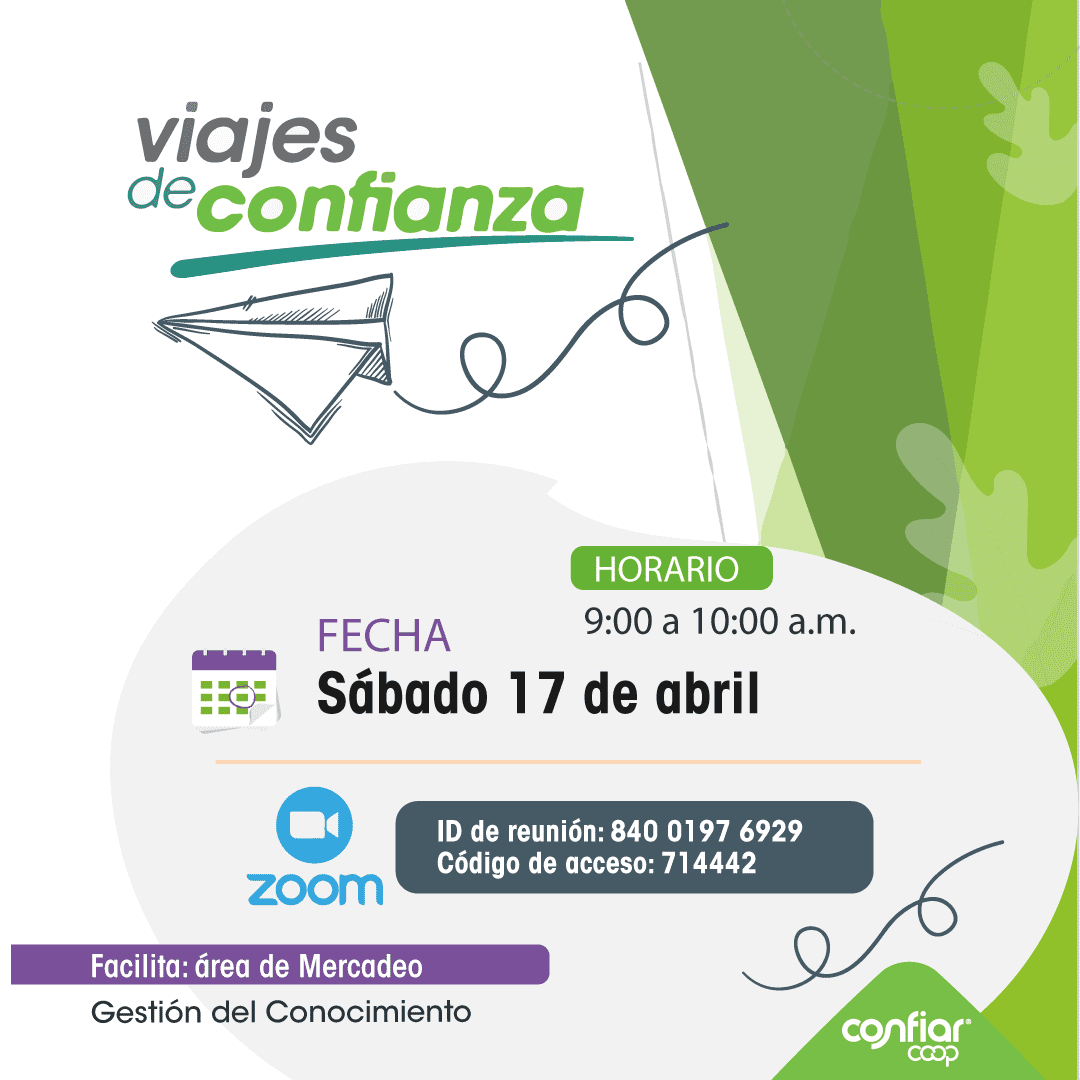 viajes
de confianza
HORARIO
9:00 a 10:00 a.m.
FECHA
Sábado 17 de abril
zoom
ID de reunión: 840 0197 6929
Código de acceso: 714442
Facilita: área de Mercadeo
Gestión del Conocimiento
confiar®
coop